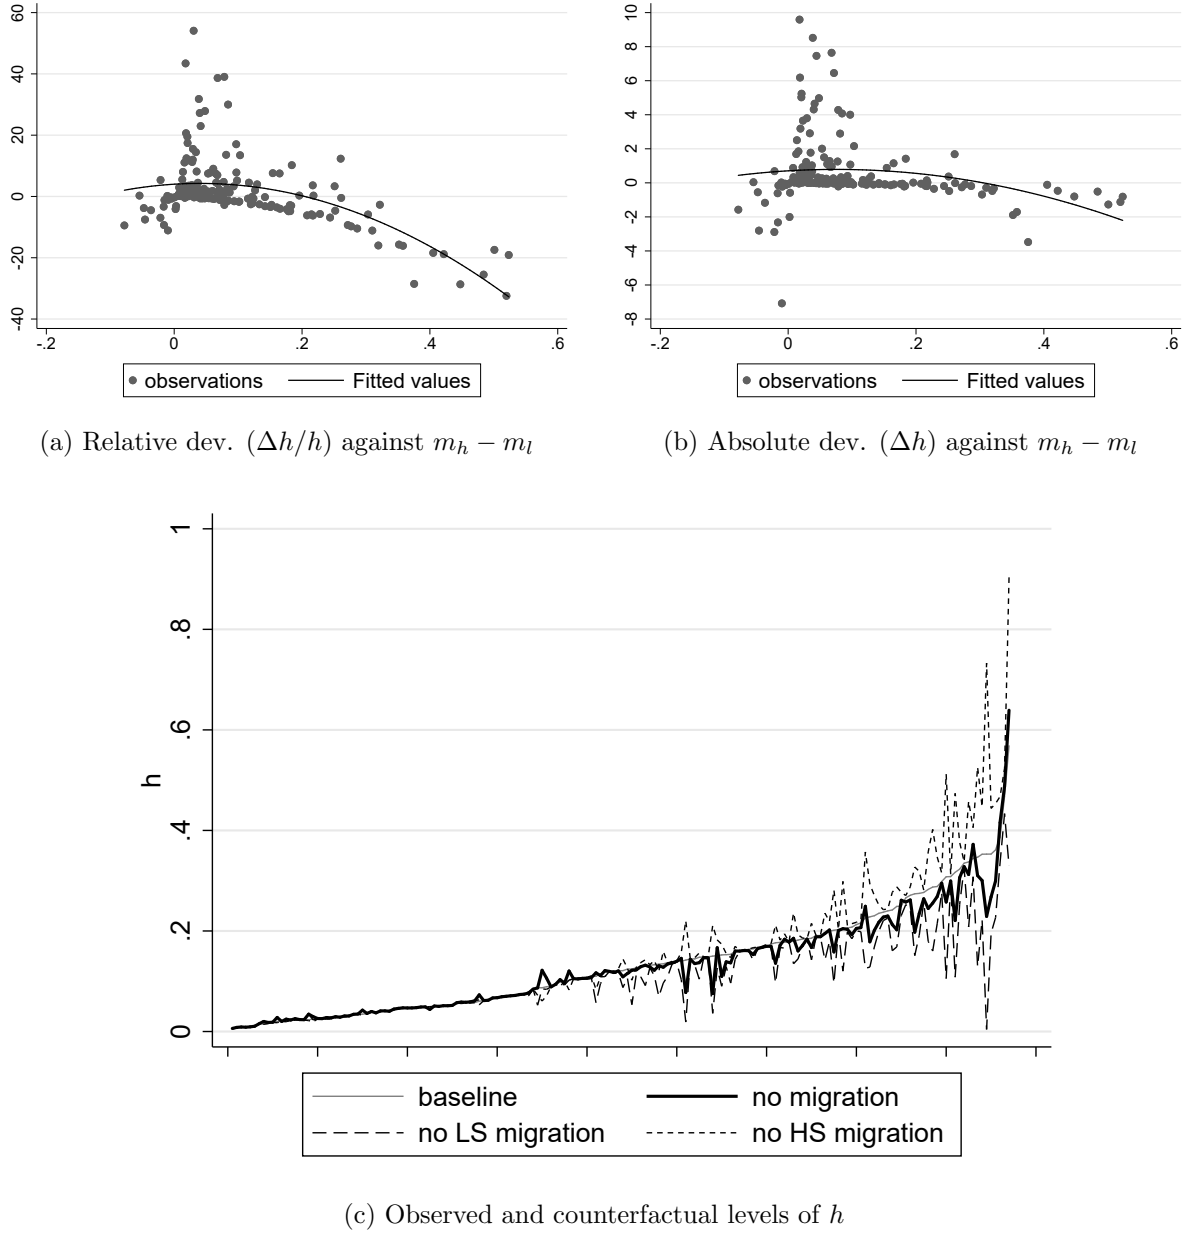 60
40
20
0
-20
-40
-.2 0 .2 .4 .6
observations Fitted values
(a) Relative dev. (Δh/h) against m_h − m_l
10
8
6
4
2
0
-2
-4
-6
-8
-.2 0 .2 .4 .6
observations Fitted values
(b) Absolute dev. (Δh) against m_h − m_l
1
.8
.6
.4
.2
0
h
baseline no migration
no LS migration no HS migration
(c) Observed and counterfactual levels of h